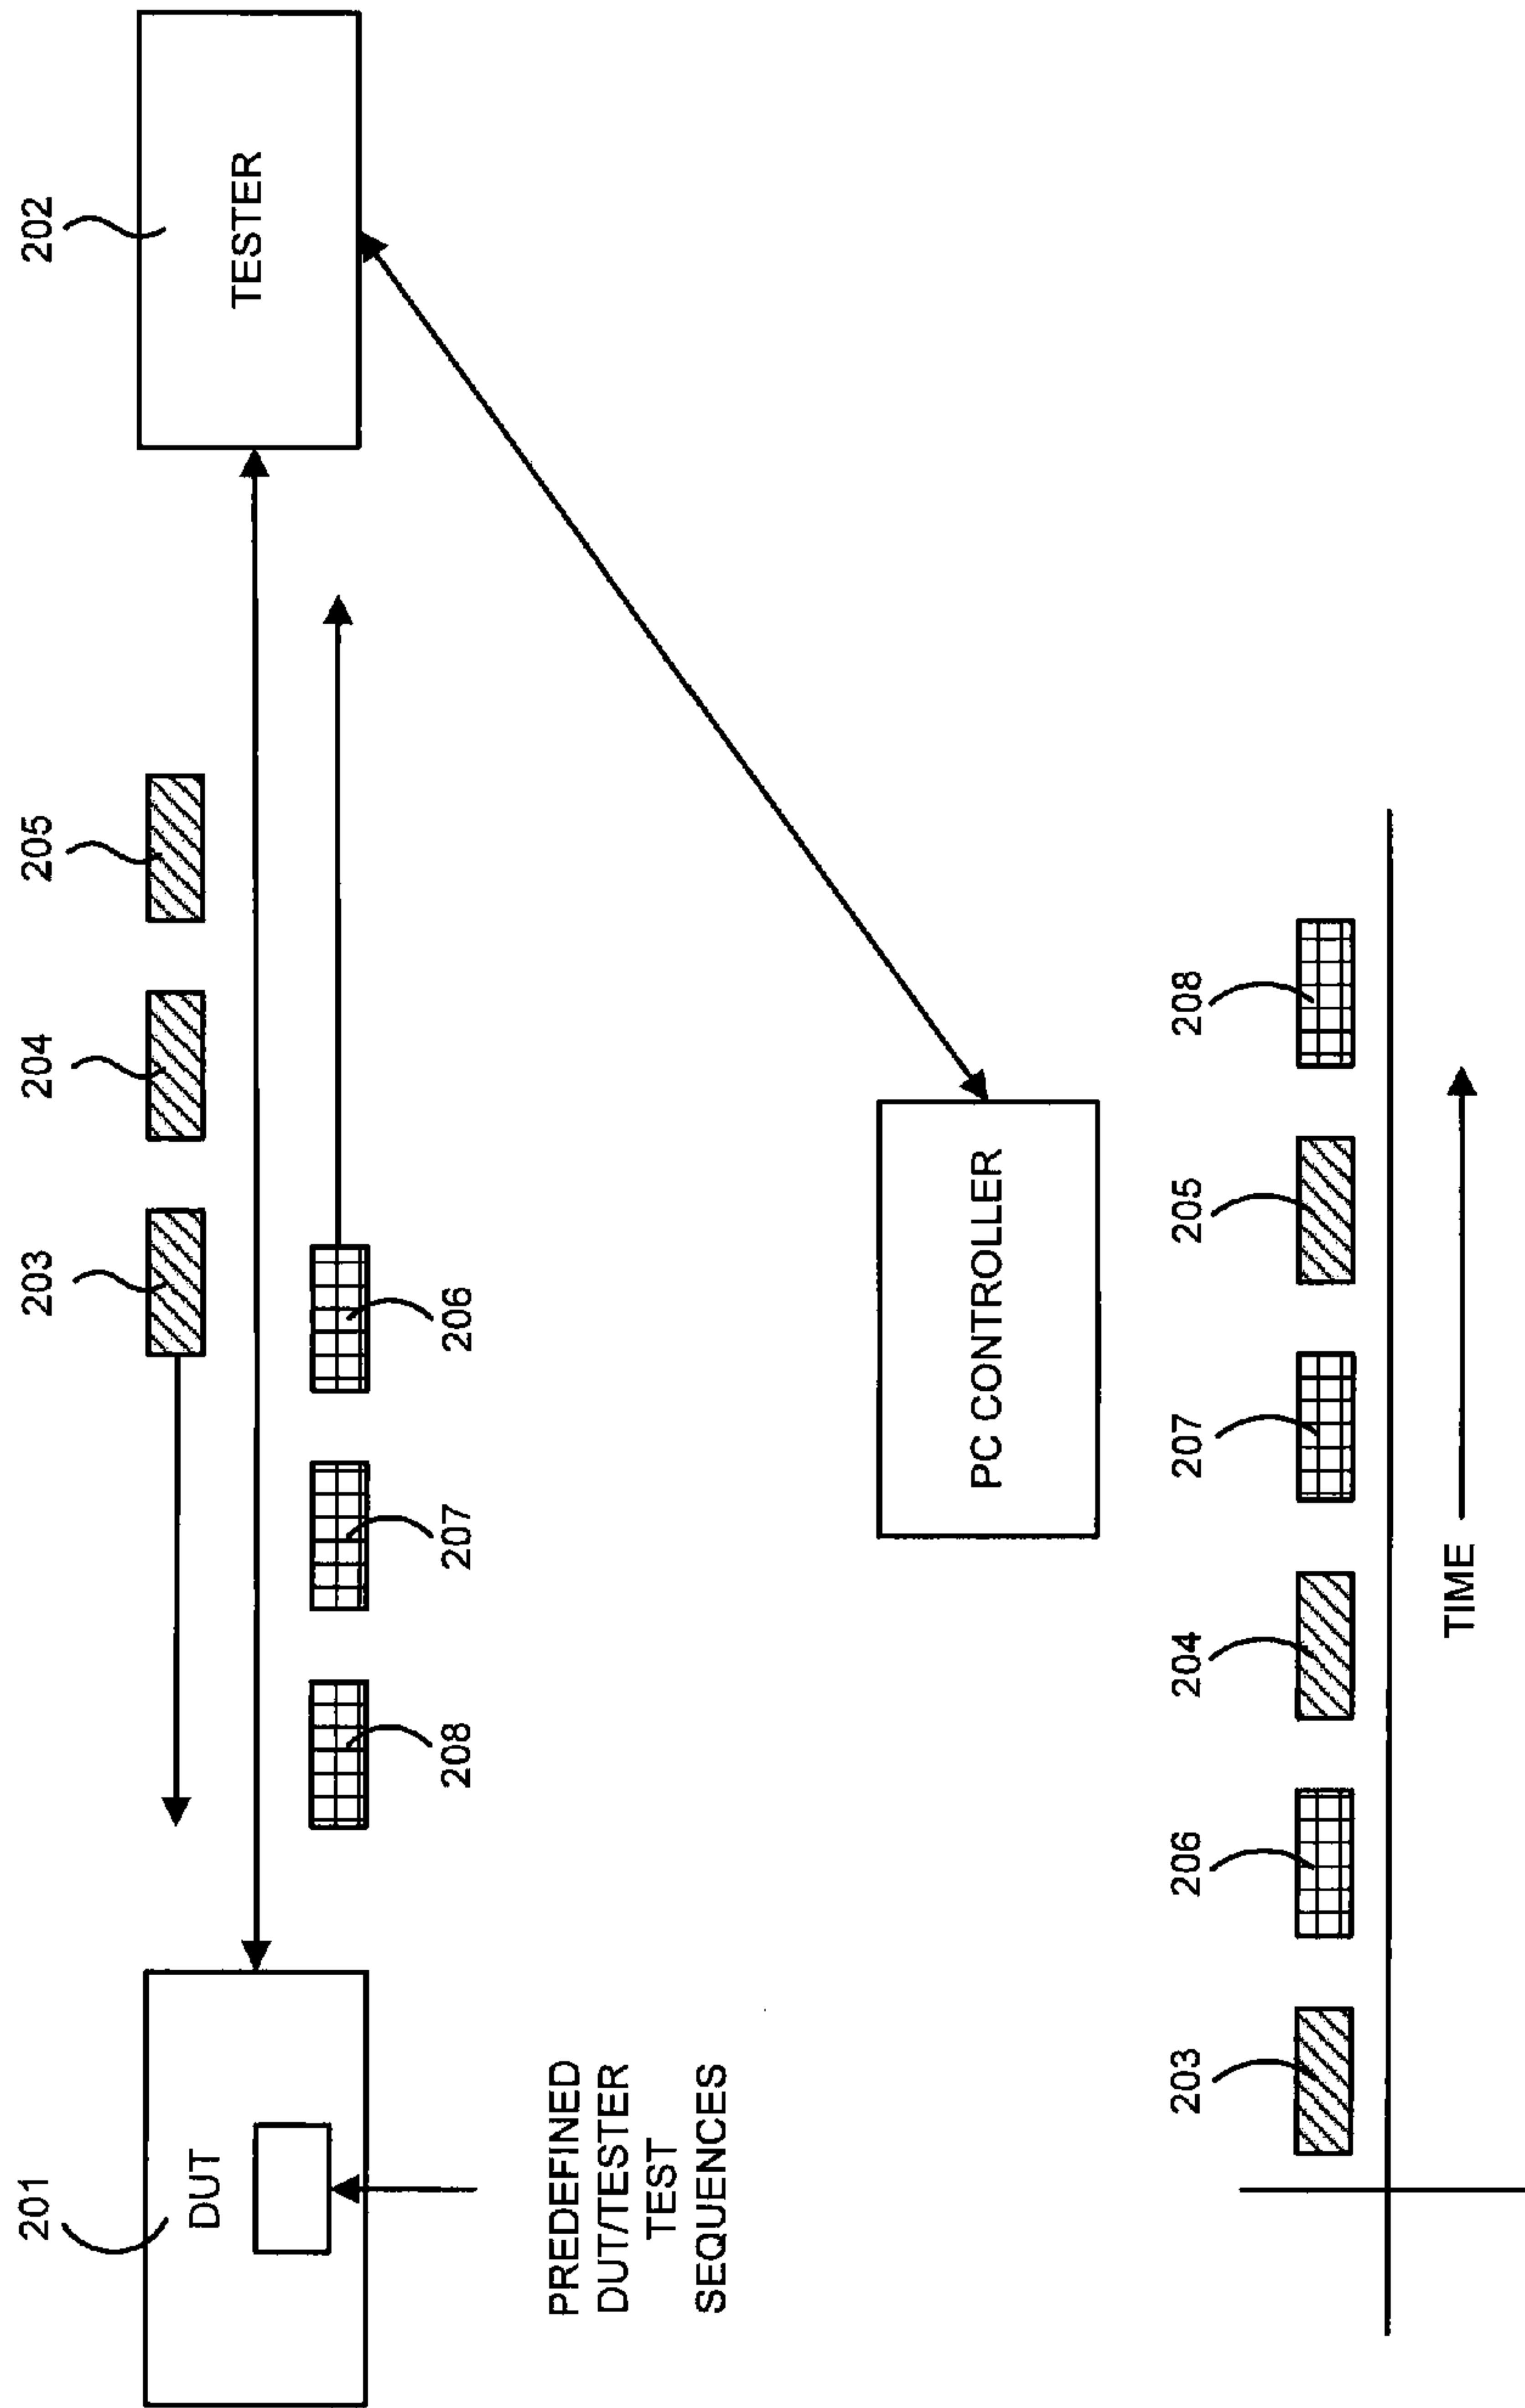 201
DUT
PREDEFINED
DUT/TESTER
TEST
SEQUENCES
203
204
205
208
207
206
202
TESTER
PC CONTROLLER
203
206
204
207
205
208
TIME